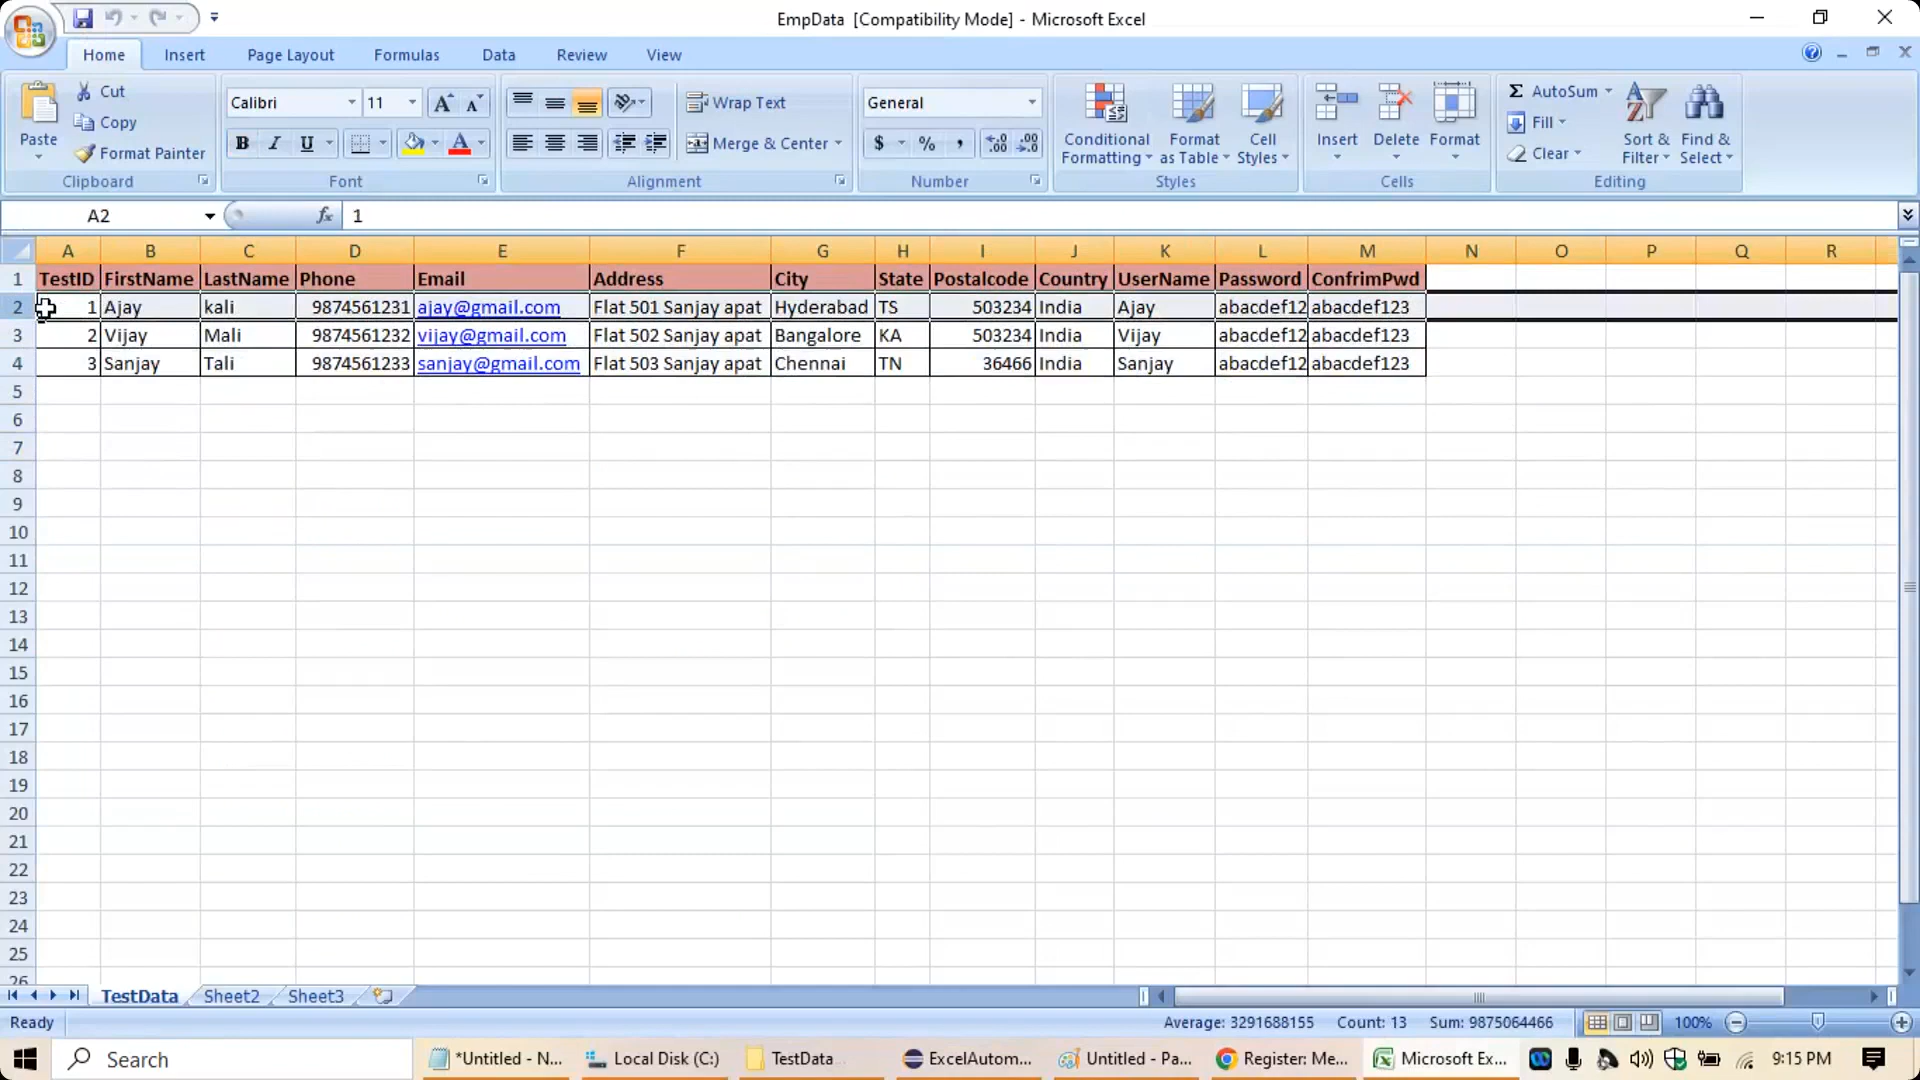 EmpData [Compatibility Mode] - Microsoft Excel
Home Insert Page Layout Formulas Data Review View
Paste Cut Copy Format Painter Clipboard
Calibri 11 A A B I U A Font
Wrap Text Merge & Center Alignment
General $ % , .0 .00 .00 .0 Number
Conditional Formatting Format as Table Cell Styles Styles
Insert Delete Format Cells
Σ AutoSum Fill Clear Sort & Filter Find & Select Editing
A2 fx 1
A B C D E F G H I J K L M N O P Q R
1 TestID FirstName LastName Phone Email Address City State Postalcode Country UserName Password ConfrimPwd
2 1 Ajay kali 9874561231 ajay@gmail.com Flat 501 Sanjay apat Hyderabad TS 503234 India Ajay abacdef12 abacdef123
3 2 Vijay Mali 9874561232 vijay@gmail.com Flat 502 Sanjay apat Bangalore KA 503234 India Vijay abacdef12 abacdef123
4 3 Sanjay Tali 9874561233 sanjay@gmail.com Flat 503 Sanjay apat Chennai TN 36466 India Sanjay abacdef12 abacdef123
5
6
7
8
9
10
11
12
13
14
15
16
17
18
19
20
21
22
23
24
25
26
TestData Sheet2 Sheet3
Ready Average: 3291688155 Count: 13 Sum: 9875064466 100%
Search *Untitled - N... Local Disk (C:) TestData ExcelAutom... Untitled - Pa... Register: Me... Microsoft Ex... 9:15 PM